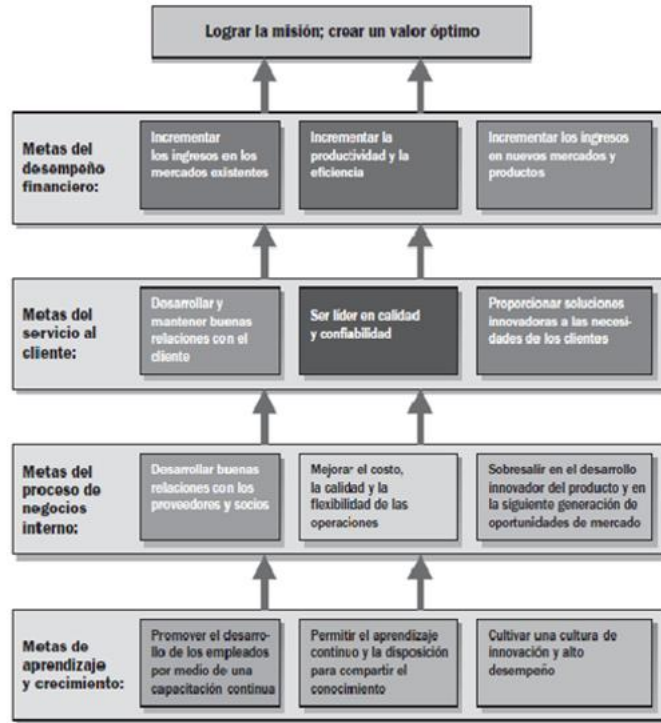 Lograr la misión; crear un valor óptimo
Metas del
desempeño
financiero:
Incrementar
los ingresos en los
mercados existentes
Incrementar la
productividad y la
eficiencia
Incrementar los ingresos
en nuevos mercados y
productos
Metas del
servicio al
cliente:
Desarrollar y
mantener buenas
relaciones con el
cliente
Ser líder en calidad
y confiabilidad
Proporcionar soluciones
innovadoras a las necesi-
dades de los clientes
Metas del
proceso de
negocios
interno:
Desarrollar buenas
relaciones con los
proveedores y socios
Mejorar el costo,
la calidad y la
flexibilidad de las
operaciones
Sobresalir en el desarrollo
innovador del producto y en
la siguiente generación de
oportunidades de mercado
Metas de
aprendizaje
y crecimiento:
Promover el desarro-
llo de los empleados
por medio de una
capacitación continua
Permitir el aprendizaje
continuo y la disposición
para compartir el
conocimiento
Cultivar una cultura de
innovación y alto
desempeño